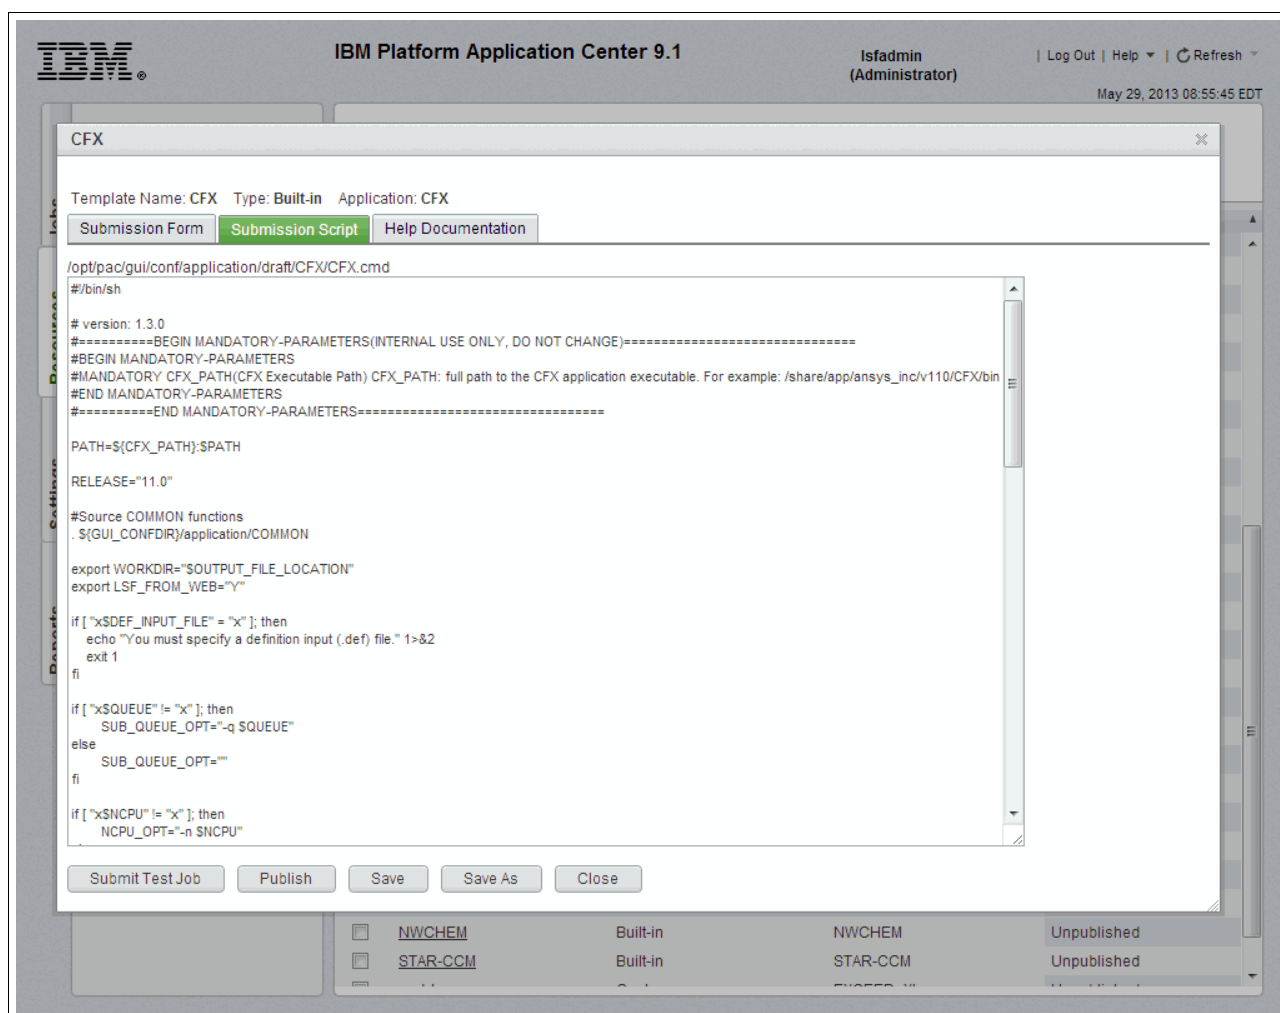 IBM®
IBM Platform Application Center 9.1
lsfadmin
(Administrator)
| Log Out | Help | Refresh
May 29, 2013 08:55:45 EDT
Jobs
Resources
Settings
Reports
CFX
Template Name: CFX Type: Built-in Application: CFX
Submission Form Submission Script Help Documentation
/opt/pac/gui/conf/application/draft/CFX/CFX.cmd
#!/bin/sh
# version: 1.3.0
#==========BEGIN MANDATORY-PARAMETERS(INTERNAL USE ONLY, DO NOT CHANGE)===============================
#BEGIN MANDATORY-PARAMETERS
#MANDATORY CFX_PATH(CFX Executable Path) CFX_PATH: full path to the CFX application executable. For example: /share/app/ansys_inc/v110/CFX/bin
#END MANDATORY-PARAMETERS
#==========END MANDATORY-PARAMETERS=================================
PATH=${CFX_PATH}:$PATH
RELEASE="11.0"
#Source COMMON functions
. ${GUI_CONFDIR}/application/COMMON
export WORKDIR="$OUTPUT_FILE_LOCATION"
export LSF_FROM_WEB="Y"
if [ "x$DEF_INPUT_FILE" = "x" ]; then
echo "You must specify a definition input (.def) file." 1>&2
exit 1
fi
if [ "x$QUEUE" != "x" ]; then
SUB_QUEUE_OPT="-q $QUEUE"
else
SUB_QUEUE_OPT=""
fi
if [ "x$NCPU" != "x" ]; then
NCPU_OPT="-n $NCPU"
Submit Test Job Publish Save Save As Close
NWCHEM Built-in NWCHEM Unpublished
STAR-CCM Built-in STAR-CCM Unpublished